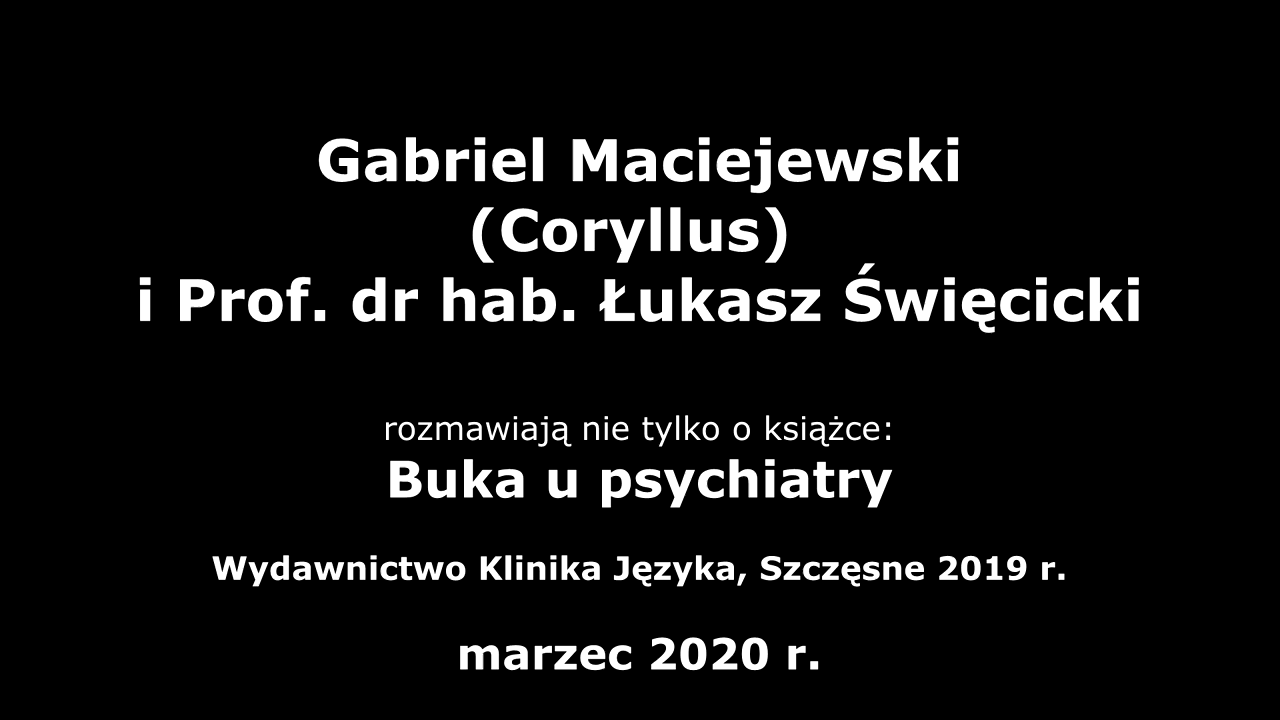 Gabriel Maciejewski
(Coryllus)
i Prof. dr hab. Łukasz Święcicki
rozmawiają nie tylko o książce:
Buka u psychiatry
Wydawnictwo Klinika Języka, Szczęsne 2019 r.
marzec 2020 r.